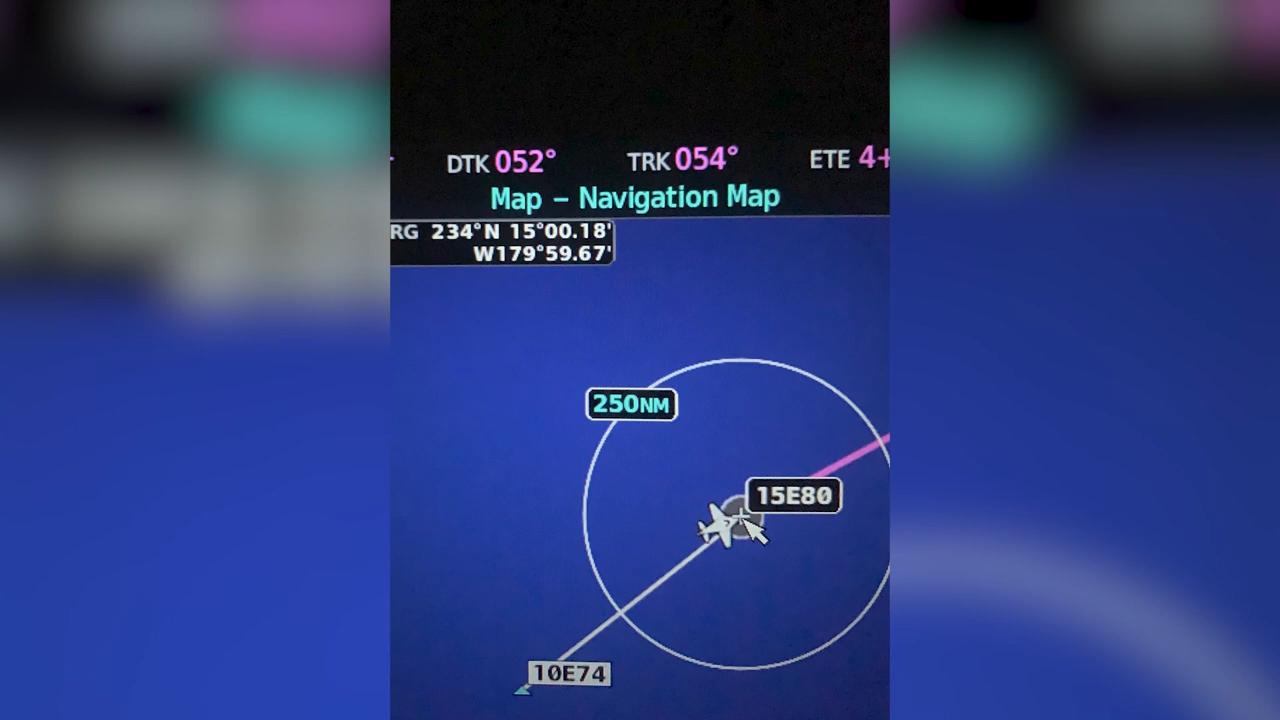 DTK 052° TRK 054° ETE 4+
Map – Navigation Map
RG 234° N 15°00.18'
W179°59.67'
250NM
15E80
10E74